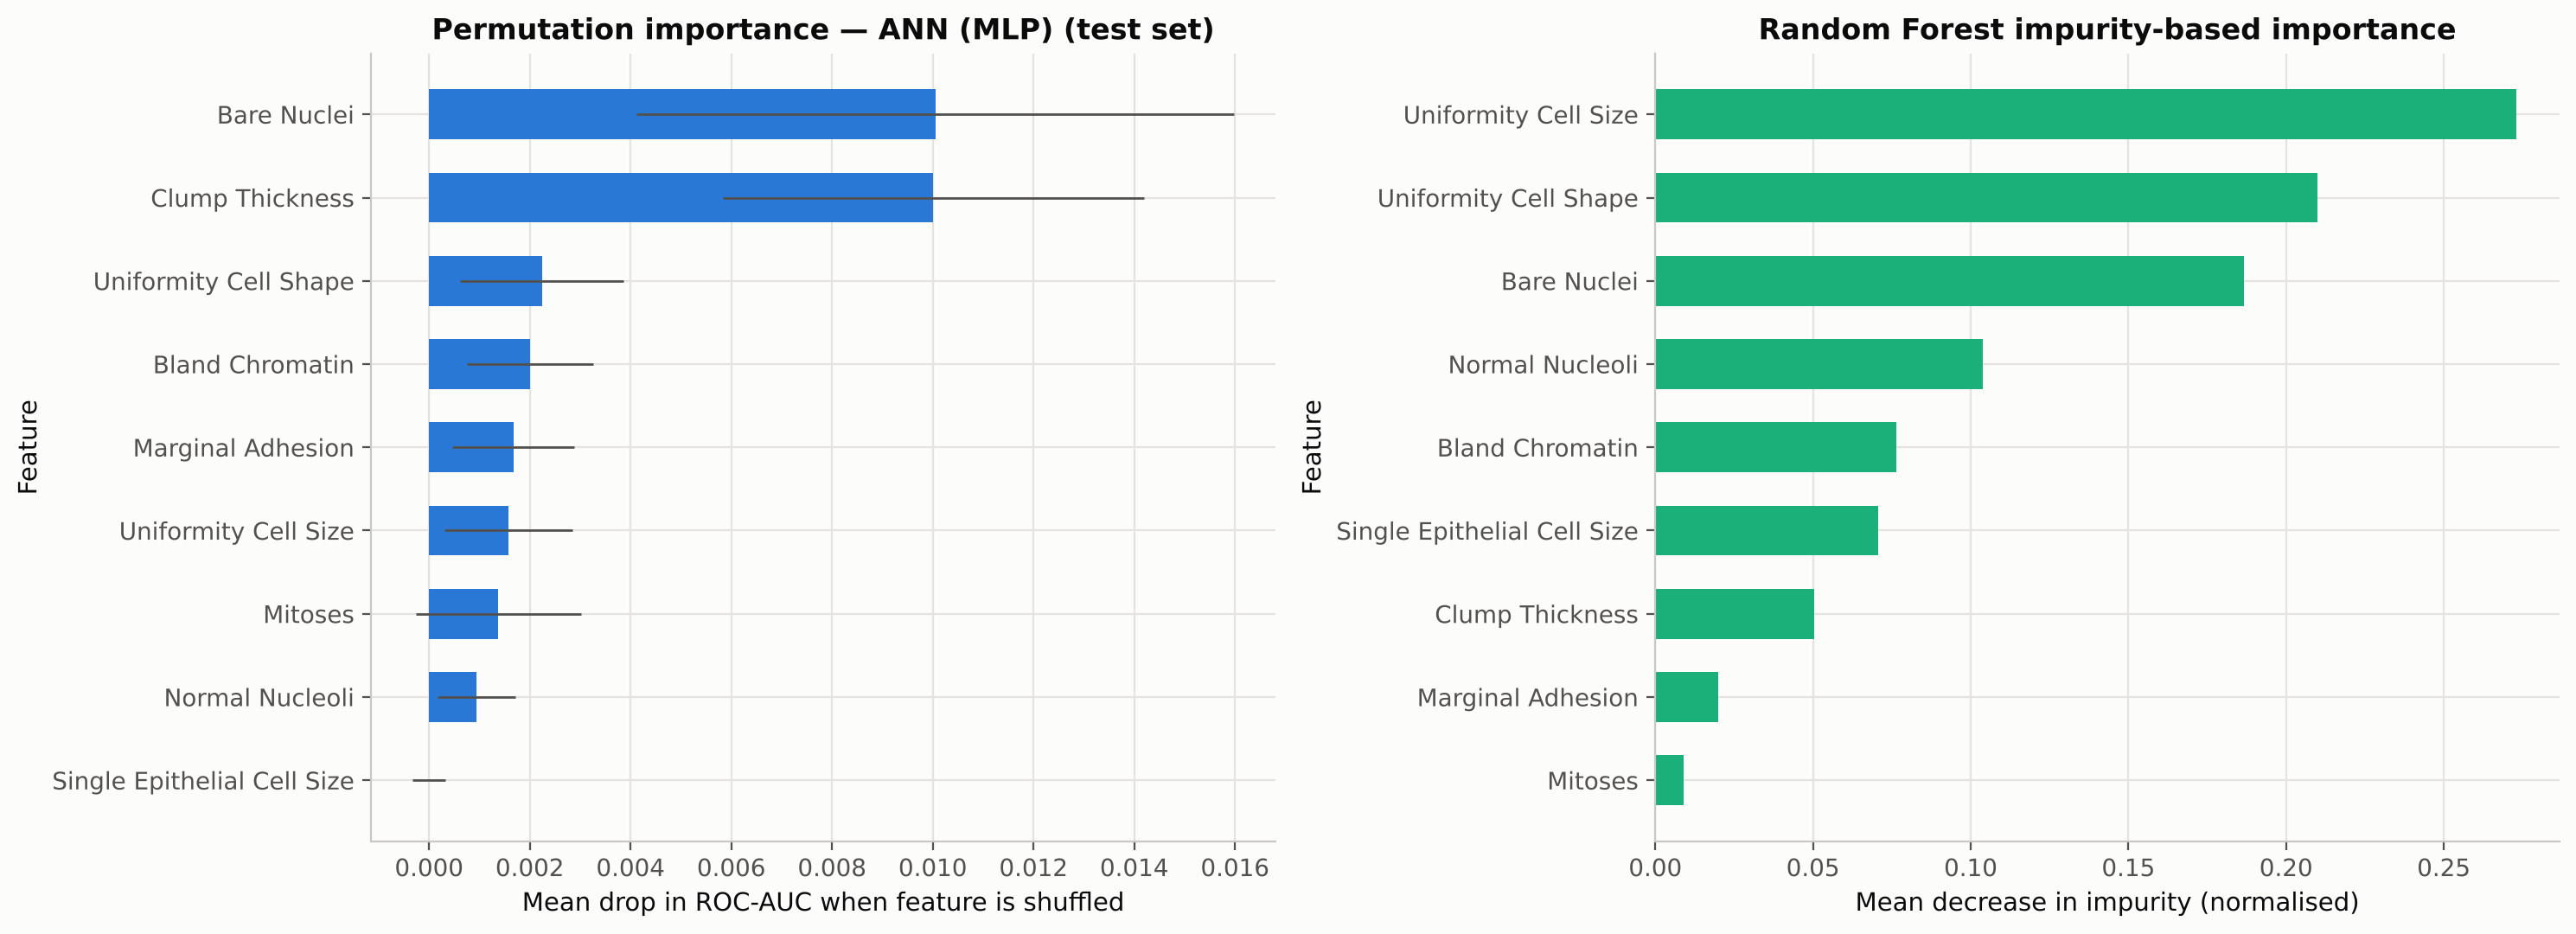 Permutation importance — ANN (MLP) (test set)
Feature
Bare Nuclei
Clump Thickness
Uniformity Cell Shape
Bland Chromatin
Marginal Adhesion
Uniformity Cell Size
Mitoses
Normal Nucleoli
Single Epithelial Cell Size
0.000 0.002 0.004 0.006 0.008 0.010 0.012 0.014 0.016
Mean drop in ROC-AUC when feature is shuffled
Random Forest impurity-based importance
Feature
Uniformity Cell Size
Uniformity Cell Shape
Bare Nuclei
Normal Nucleoli
Bland Chromatin
Single Epithelial Cell Size
Clump Thickness
Marginal Adhesion
Mitoses
0.00 0.05 0.10 0.15 0.20 0.25
Mean decrease in impurity (normalised)